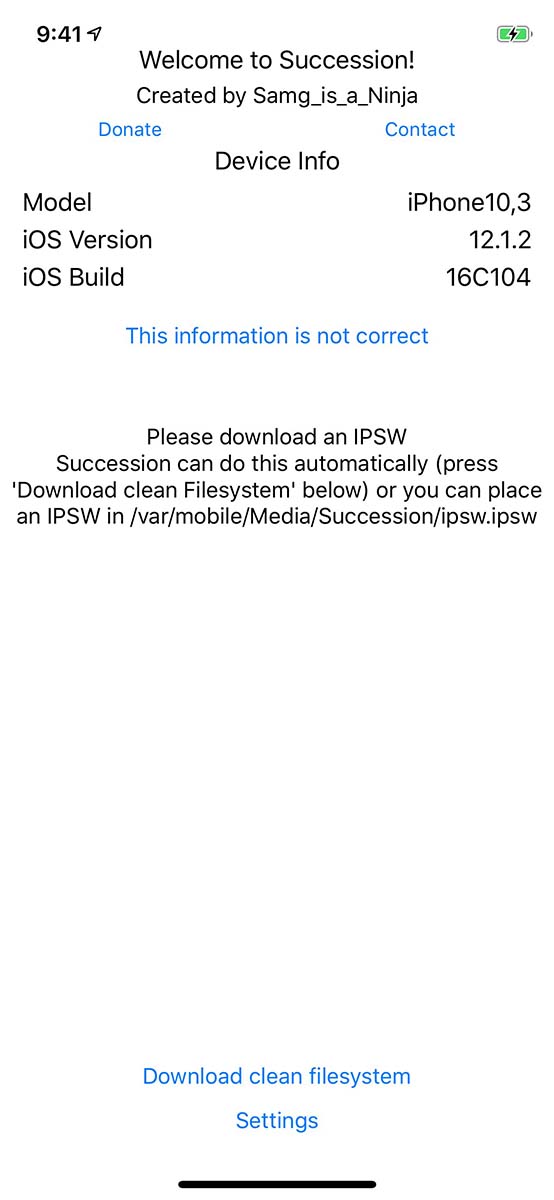 9:41
Welcome to Succession!
Created by Samg_is_a_Ninja
Donate Contact
Device Info
Model iPhone10,3
iOS Version 12.1.2
iOS Build 16C104
This information is not correct
Please download an IPSW
Succession can do this automatically (press
'Download clean Filesystem' below) or you can place
an IPSW in /var/mobile/Media/Succession/ipsw.ipsw
Download clean filesystem
Settings